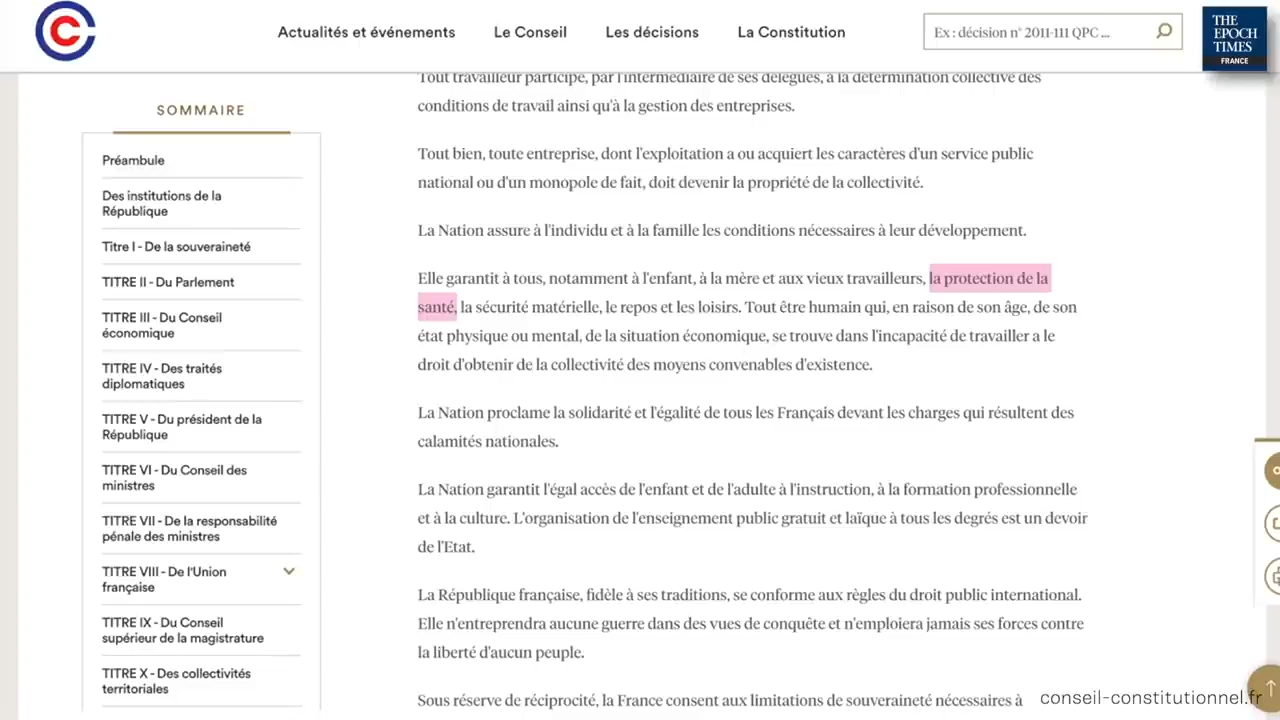 Actualités et événements
Le Conseil
Les décisions
La Constitution
Ex : décision n° 2011-111 QPC ...
THE
EPOCH
TIMES
FRANCE
SOMMAIRE
Préambule
Des institutions de la
République
Titre I - De la souveraineté
TITRE II - Du Parlement
TITRE III - Du Conseil
économique
TITRE IV - Des traités
diplomatiques
TITRE V - Du président de la
République
TITRE VI - Du Conseil des
ministres
TITRE VII - De la responsabilité
pénale des ministres
TITRE VIII - De l'Union
française
TITRE IX - Du Conseil
supérieur de la magistrature
TITRE X - Des collectivités
territoriales
Tout travailleur participe, par l'intermédiaire de ses délégués, à la détermination collective des
conditions de travail ainsi qu'à la gestion des entreprises.
Tout bien, toute entreprise, dont l'exploitation a ou acquiert les caractères d'un service public
national ou d'un monopole de fait, doit devenir la propriété de la collectivité.
La Nation assure à l'individu et à la famille les conditions nécessaires à leur développement.
Elle garantit à tous, notamment à l'enfant, à la mère et aux vieux travailleurs, la protection de la
santé, la sécurité matérielle, le repos et les loisirs. Tout être humain qui, en raison de son âge, de son
état physique ou mental, de la situation économique, se trouve dans l'incapacité de travailler a le
droit d'obtenir de la collectivité des moyens convenables d'existence.
La Nation proclame la solidarité et l'égalité de tous les Français devant les charges qui résultent des
calamités nationales.
La Nation garantit l'égal accès de l'enfant et de l'adulte à l'instruction, à la formation professionnelle
et à la culture. L'organisation de l'enseignement public gratuit et laïque à tous les degrés est un devoir
de l'Etat.
La République française, fidèle à ses traditions, se conforme aux règles du droit public international.
Elle n'entreprendra aucune guerre dans des vues de conquête et n'emploiera jamais ses forces contre
la liberté d'aucun peuple.
Sous réserve de réciprocité, la France consent aux limitations de souveraineté nécessaires à
conseil-constitutionnel.fr